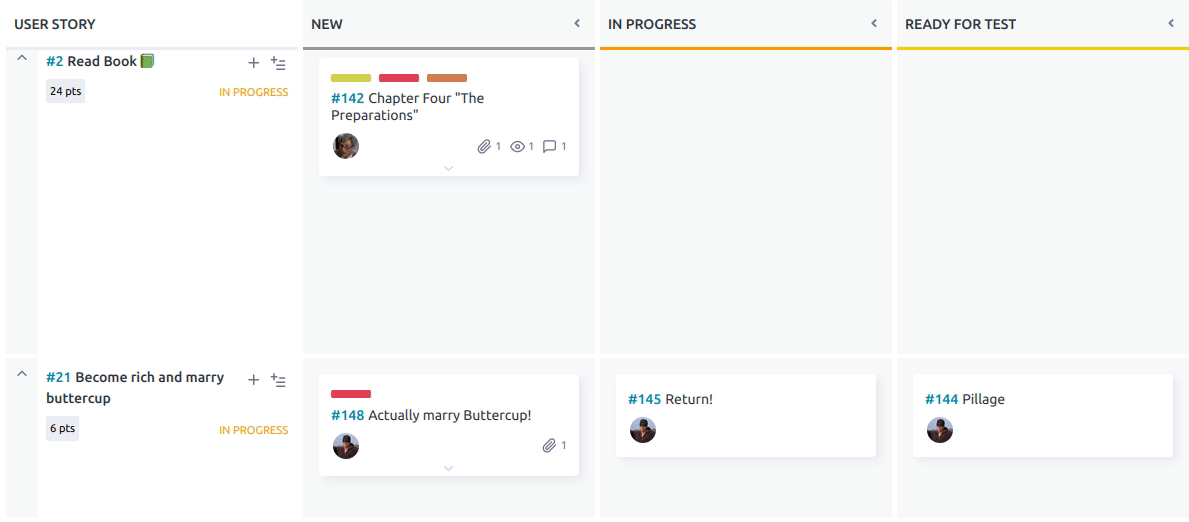 USER STORY
NEW
IN PROGRESS
READY FOR TEST
#2 Read Book
24 pts
IN PROGRESS
#142 Chapter Four "The
Preparations"
1
1
1
#21 Become rich and marry
buttercup
6 pts
IN PROGRESS
#148 Actually marry Buttercup!
1
#145 Return!
#144 Pillage